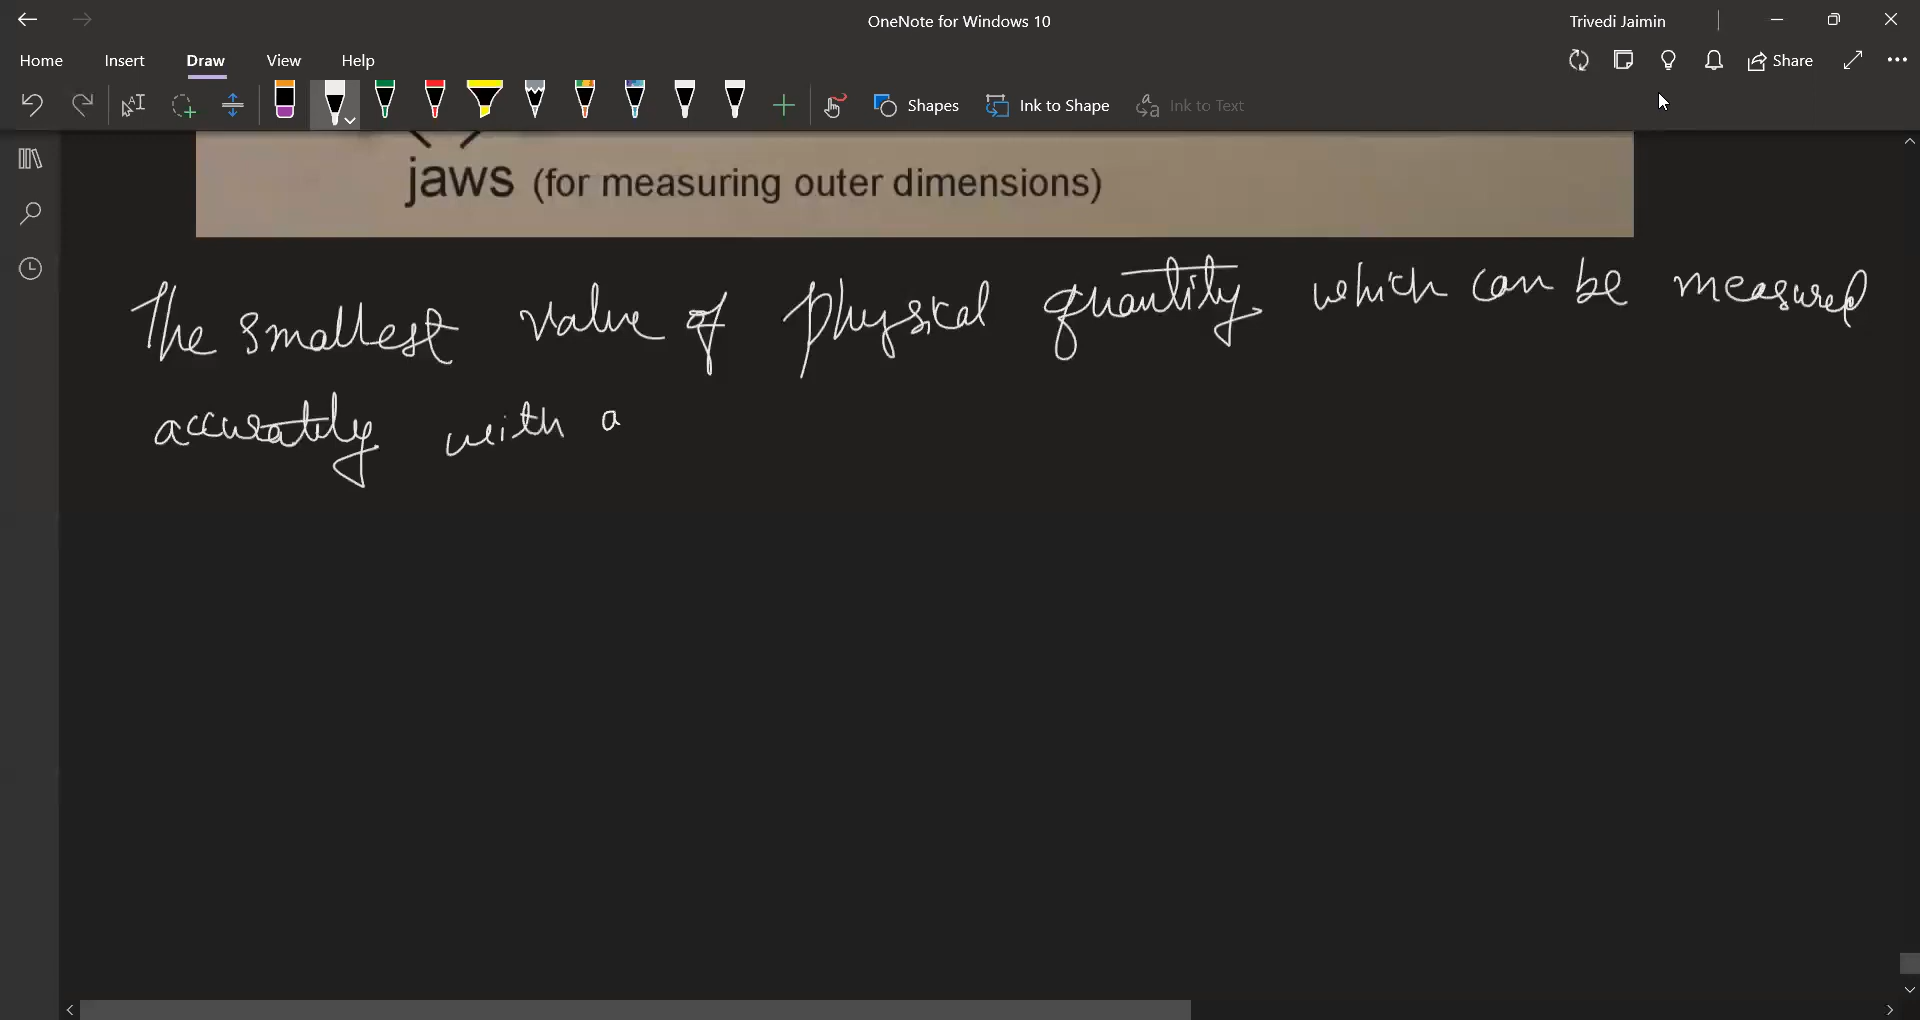 OneNote for Windows 10
Trivedi Jaimin
Home Insert Draw View Help
Share
Shapes Ink to Shape Ink to Text
jaws (for measuring outer dimensions)
The smallest value of physical quantity which can be measured
accurately with a